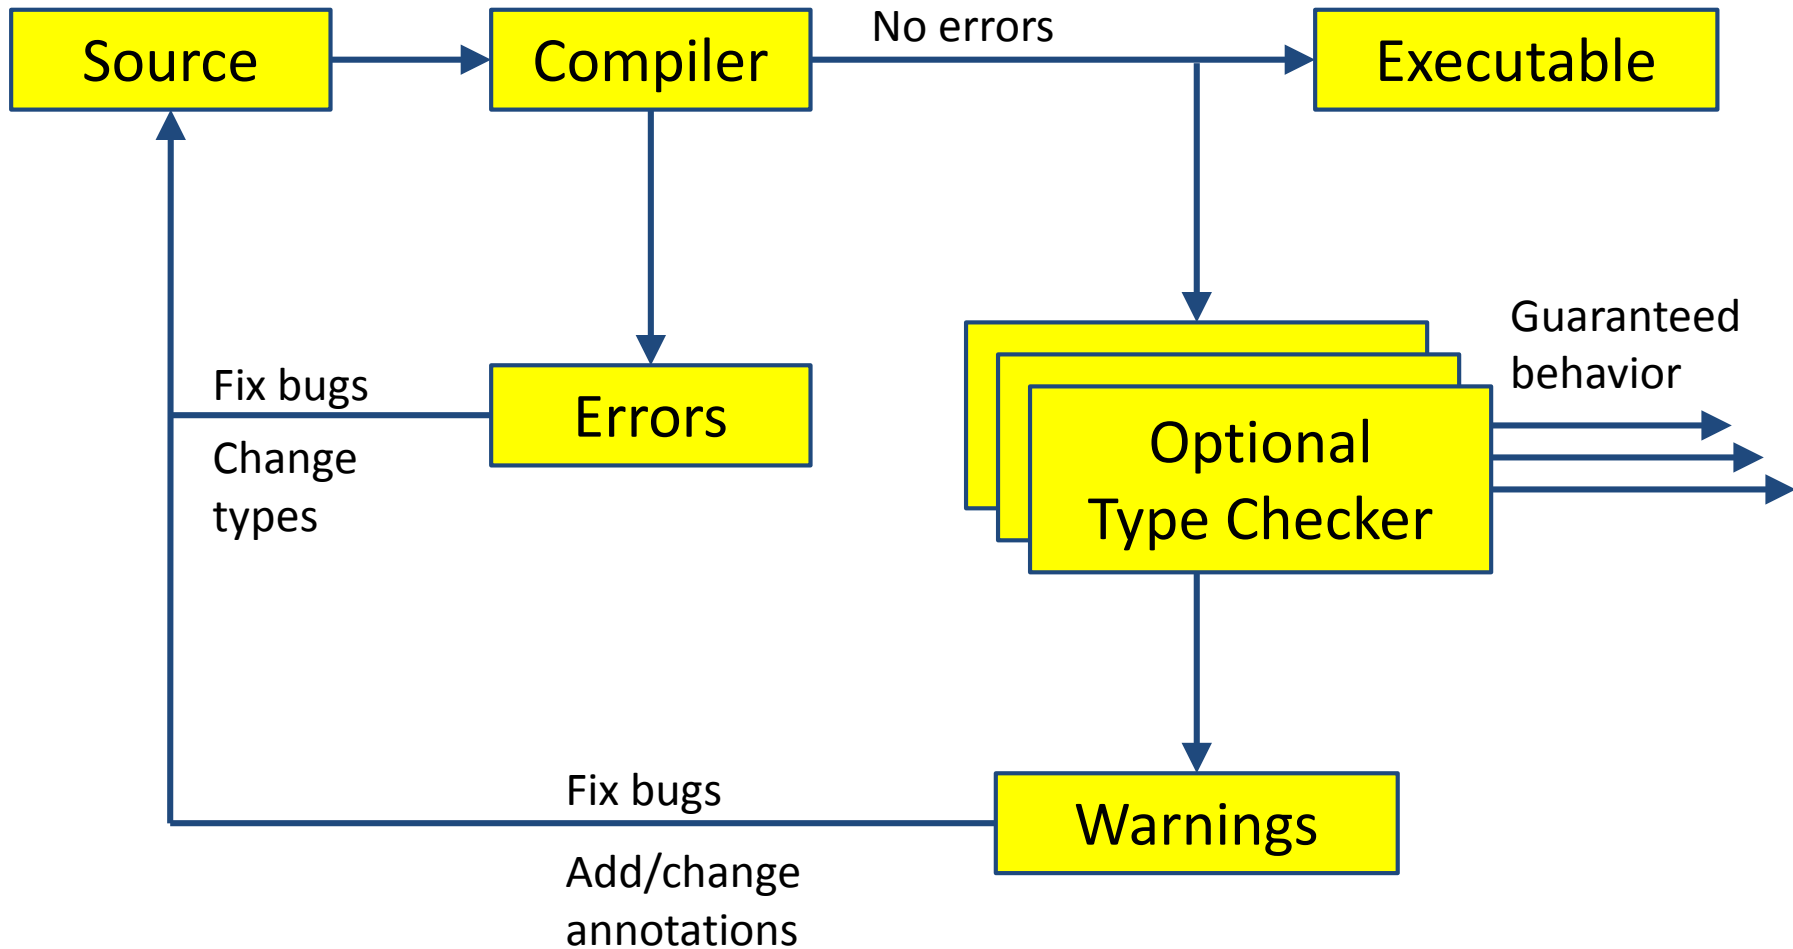 Source
Compiler
No errors
Executable
Guaranteed
behavior
Fix bugs
Change
types
Errors
Optional
Type Checker
Fix bugs
Add/change
annotations
Warnings